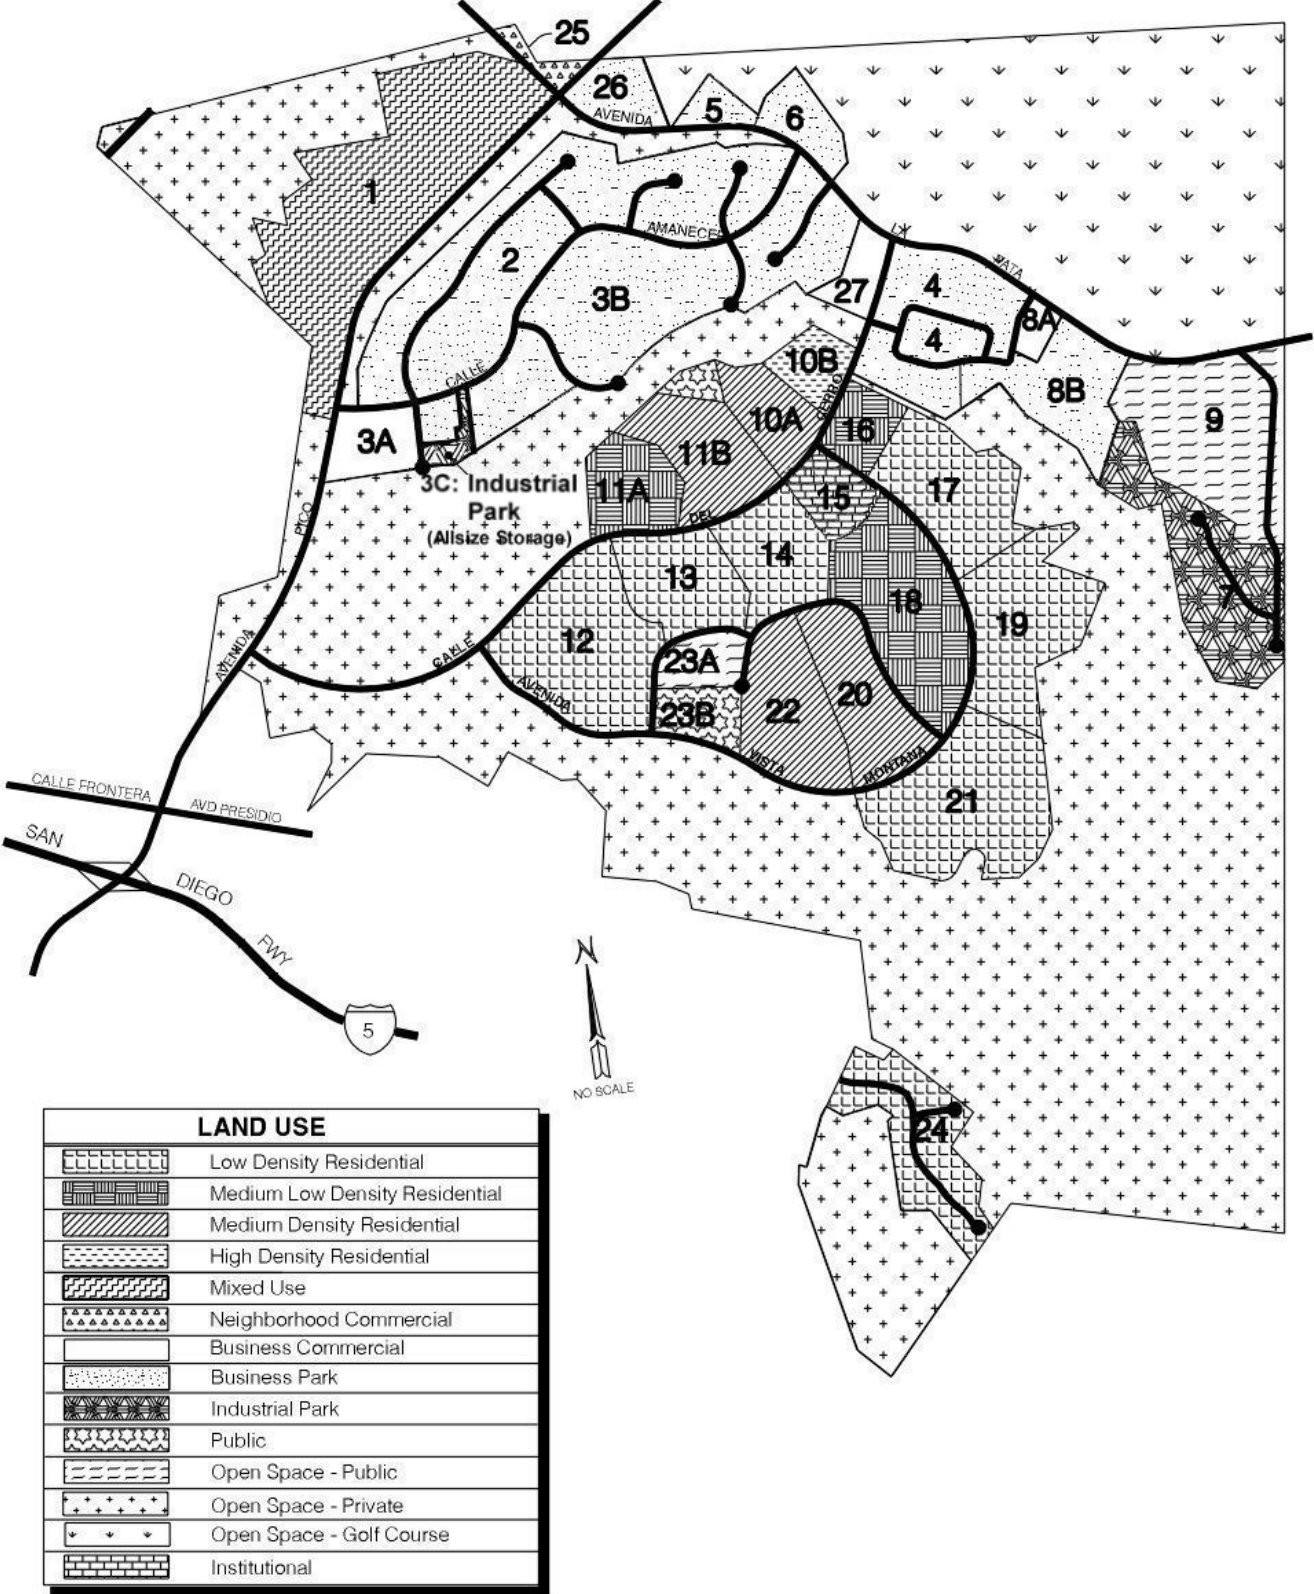 25
26
AVENIDA
5
6
1
AMANECER
LA
PATA
2
3B
27
4
4
8A
10B
CALLE
CERRO
8B
10A
9
3A
16
11B
3C: Industrial
Park
(Allsize Storage)
11A
15
17
PICO
DEL
14
13
18
7
19
12
AVENIDA
CALLE
23A
AVENIDA
23B
22
20
VISTA
MONTANA
CALLE FRONTERA
AVD PRESIDIO
21
SAN
DIEGO
FWY
5
N
NO SCALE
24
LAND USE
Low Density Residential
Medium Low Density Residential
Medium Density Residential
High Density Residential
Mixed Use
Neighborhood Commercial
Business Commercial
Business Park
Industrial Park
Public
Open Space - Public
Open Space - Private
Open Space - Golf Course
Institutional